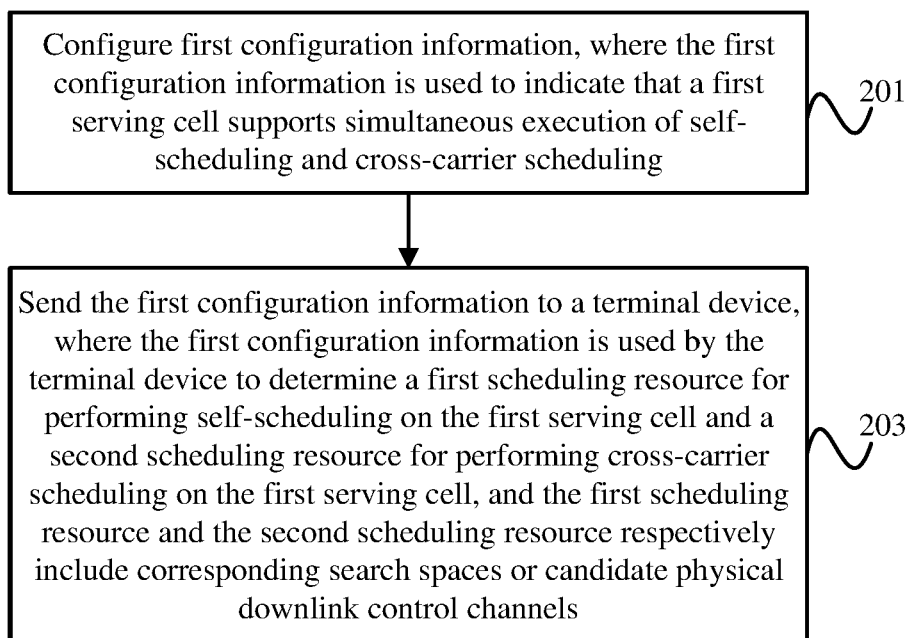 Configure first configuration information, where the first
configuration information is used to indicate that a first
serving cell supports simultaneous execution of self-
scheduling and cross-carrier scheduling
201
Send the first configuration information to a terminal device,
where the first configuration information is used by the
terminal device to determine a first scheduling resource for
performing self-scheduling on the first serving cell and a
second scheduling resource for performing cross-carrier
scheduling on the first serving cell, and the first scheduling
resource and the second scheduling resource respectively
include corresponding search spaces or candidate physical
downlink control channels
203